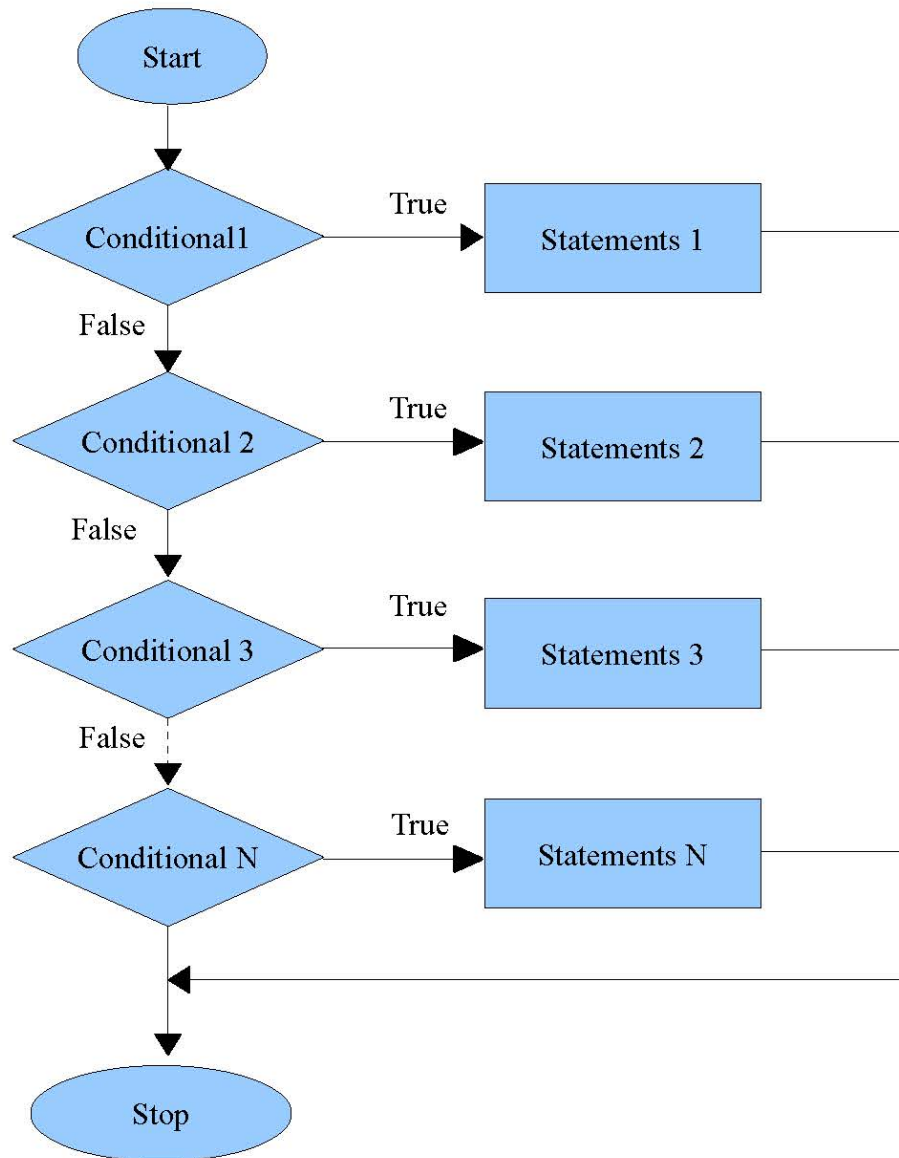 Start
True
Conditional1
Statements 1
False
True
Conditional 2
Statements 2
False
True
Conditional 3
Statements 3
False
True
Conditional N
Statements N
Stop